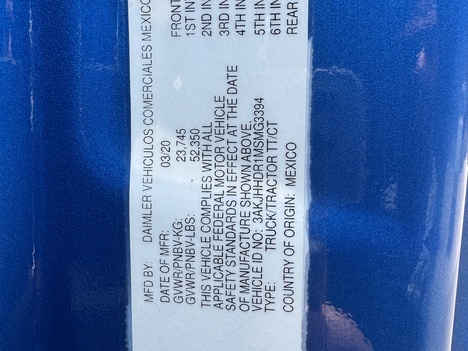 MFD BY: DAIMLER VEHICULOS COMERCIALES MEXICO
DATE OF MFR: 03/20
GVWR/PNBV-KG: 23,745
GVWR/PNBV-LBS: - 52,350
THIS VEHICLE COMPLIES WITH ALL
APPLICABLE FEDERAL MOTOR VEHICLE
SAFETY STANDARDS IN EFFECT AT THE DATE
OF MANUFACTURE SHOWN ABOVE.
VEHICLE ID NO: 3AKJHHDR1MSMG3394
TYPE: TRUCK/TRACTOR TT/CT
COUNTRY OF ORIGIN: MEXICO
FRONT
1ST IN
2ND IN
3RD IN
4TH IN
5TH IN
6TH IN
REAR